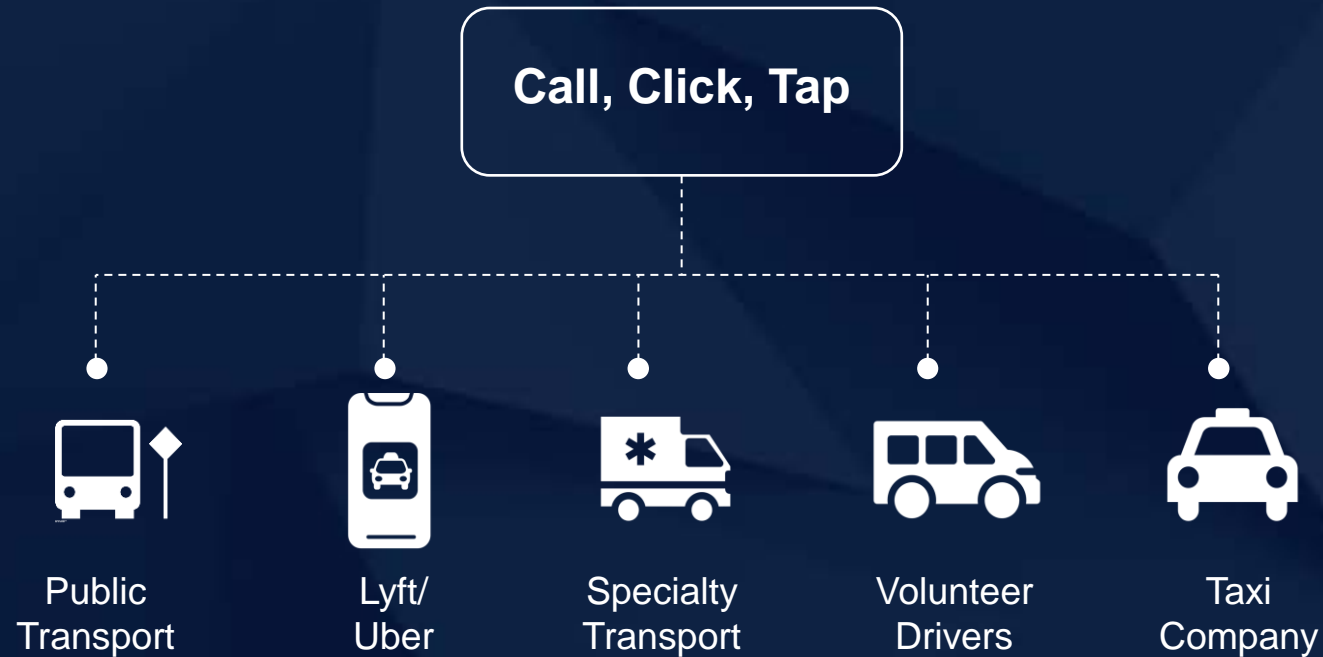 Call, Click, Tap
Public
Transport
Lyft/
Uber
Specialty
Transport
Volunteer
Drivers
Taxi
Company